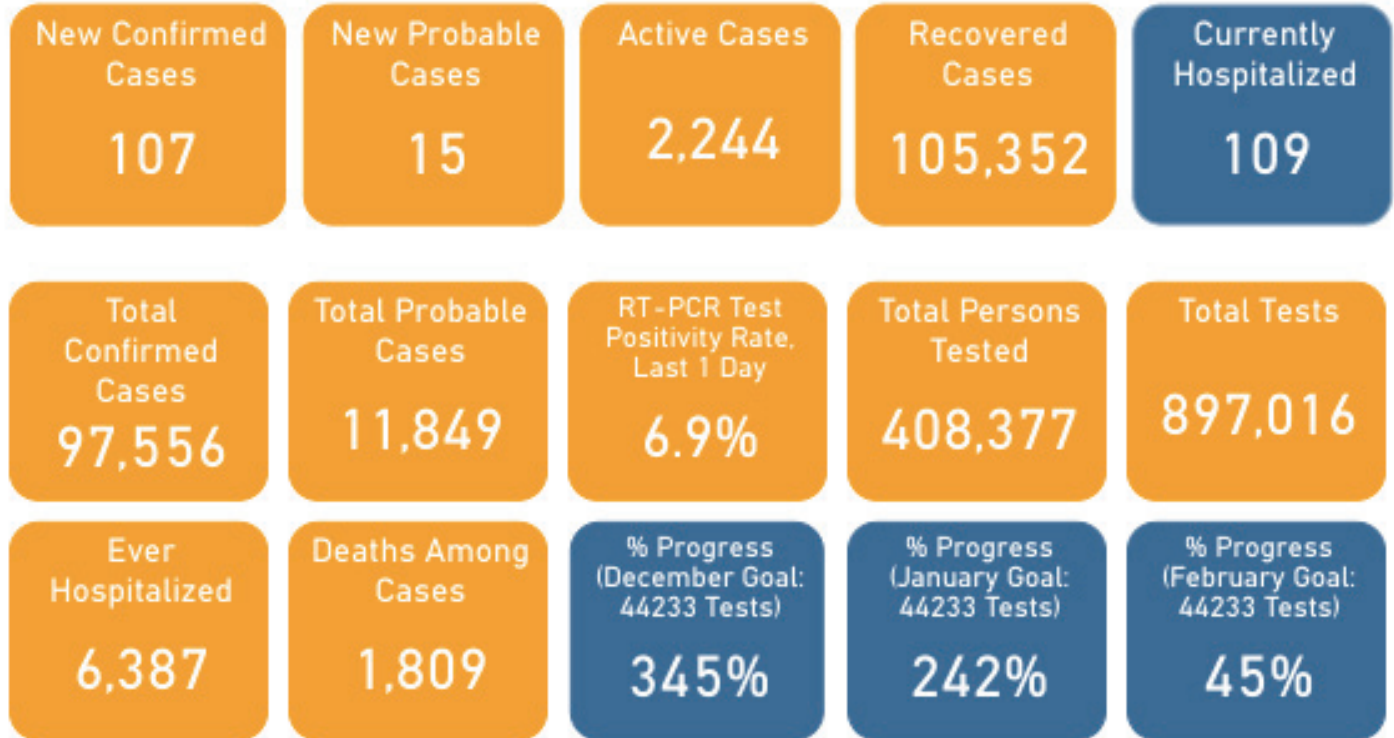 New Confirmed
Cases
107
New Probable
Cases
15
Active Cases
2,244
Recovered
Cases
105,352
Currently
Hospitalized
109
Total
Confirmed
Cases
97,556
Total Probable
Cases
11,849
RT-PCR Test
Positivity Rate,
Last 1 Day
6.9%
Total Persons
Tested
408,377
Total Tests
897,016
Ever
Hospitalized
6,387
Deaths Among
Cases
1,809
% Progress
(December Goal:
44233 Tests)
345%
% Progress
(January Goal:
44233 Tests)
242%
% Progress
(February Goal:
44233 Tests)
45%